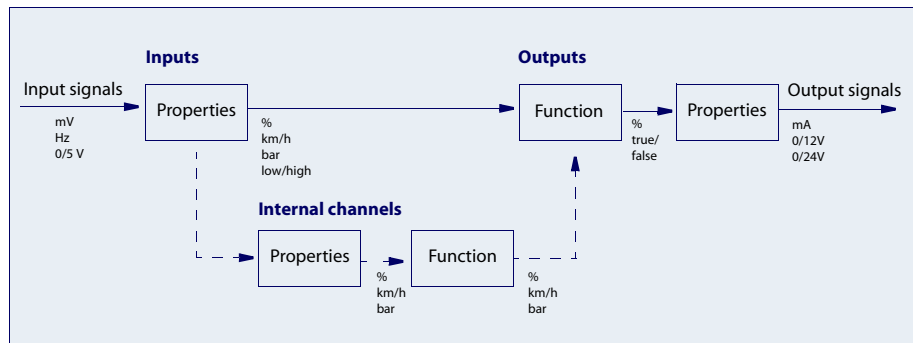 Inputs
Outputs
Input signals
Properties
Function
Properties
Output signals
mV
Hz
0/5 V
%
km/h
bar
low/high
%
true/
false
mA
0/12V
0/24V
Internal channels
Properties
Function
%
km/h
bar
%
km/h
bar